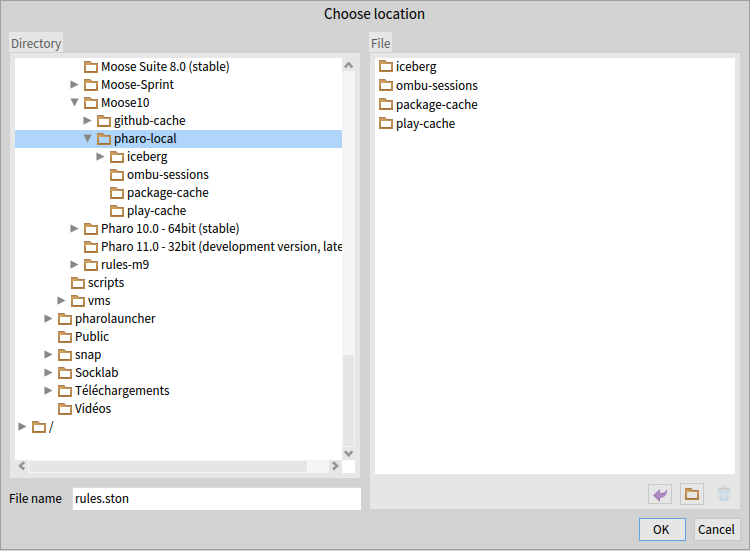 Choose location
Directory
Moose Suite 8.0 (stable)
Moose-Sprint
Moose10
github-cache
pharo-local
iceberg
ombu-sessions
package-cache
play-cache
Pharo 10.0 - 64bit (stable)
Pharo 11.0 - 32bit (development version, late
rules-m9
scripts
vms
pharolauncher
Public
snap
Socklab
Téléchargements
Vidéos
/
File name
rules.ston
File
iceberg
ombu-sessions
package-cache
play-cache
OK
Cancel